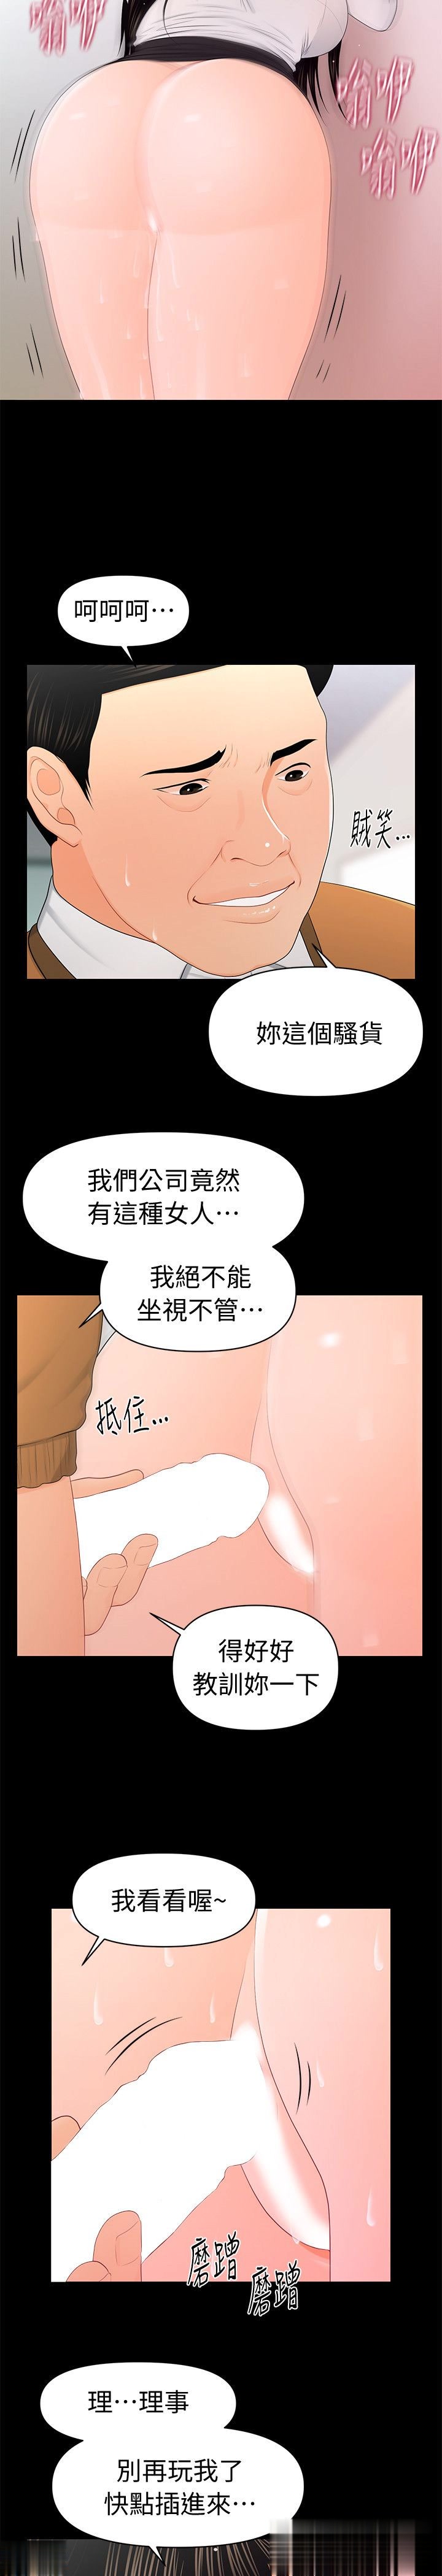 嗡咿
嗡咿
嗡咿
呵呵呵⋯
賊笑...
妳這個騷貨
我們公司竟然
有這種女人⋯
我絕不能
坐視不管⋯
抵住...
得好好
教訓妳一下
我看看喔~
磨蹭
磨蹭
理⋯理事
別再玩我了
快點插進來⋯